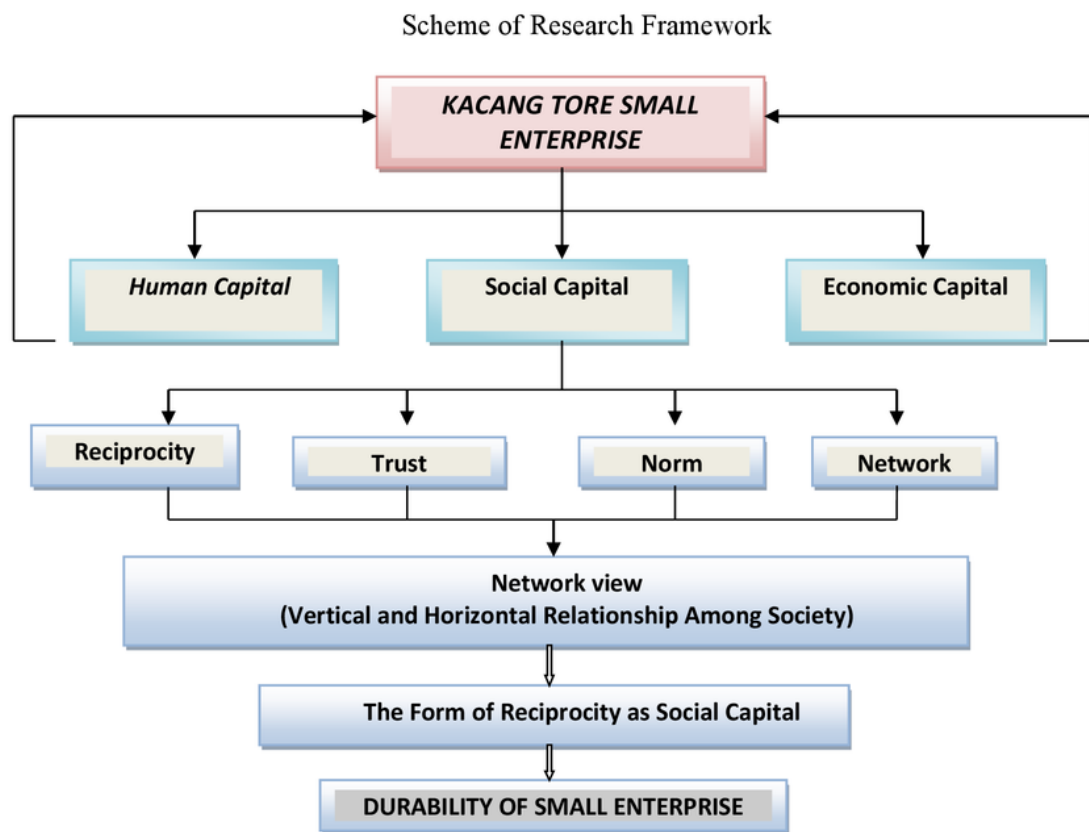 Scheme of Research Framework
KACANG TORE SMALL
ENTERPRISE
Human Capital
Social Capital
Economic Capital
Reciprocity
Trust
Norm
Network
Network view
(Vertical and Horizontal Relationship Among Society)
The Form of Reciprocity as Social Capital
DURABILITY OF SMALL ENTERPRISE